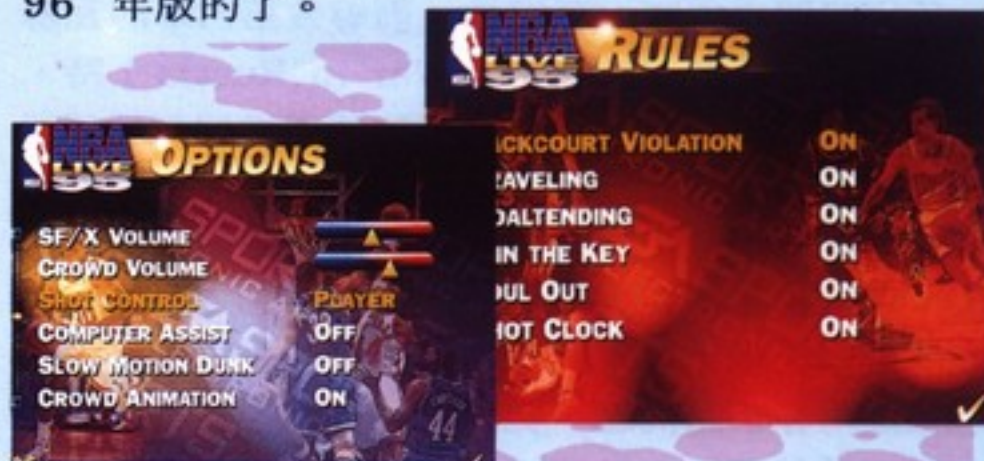 96 年版的了。
NBA
LIVE
95
RULES
ACKCOURT VIOLATION ON
RAVELING ON
OALTENDING ON
IN THE KEY ON
OUL OUT ON
HOT CLOCK ON
NBA
LIVE
95
OPTIONS
SF/X VOLUME
CROWD VOLUME
SHOT CONTROL PLAYER
COMPUTER ASSIST OFF
SLOW MOTION DUNK OFF
CROWD ANIMATION ON
44